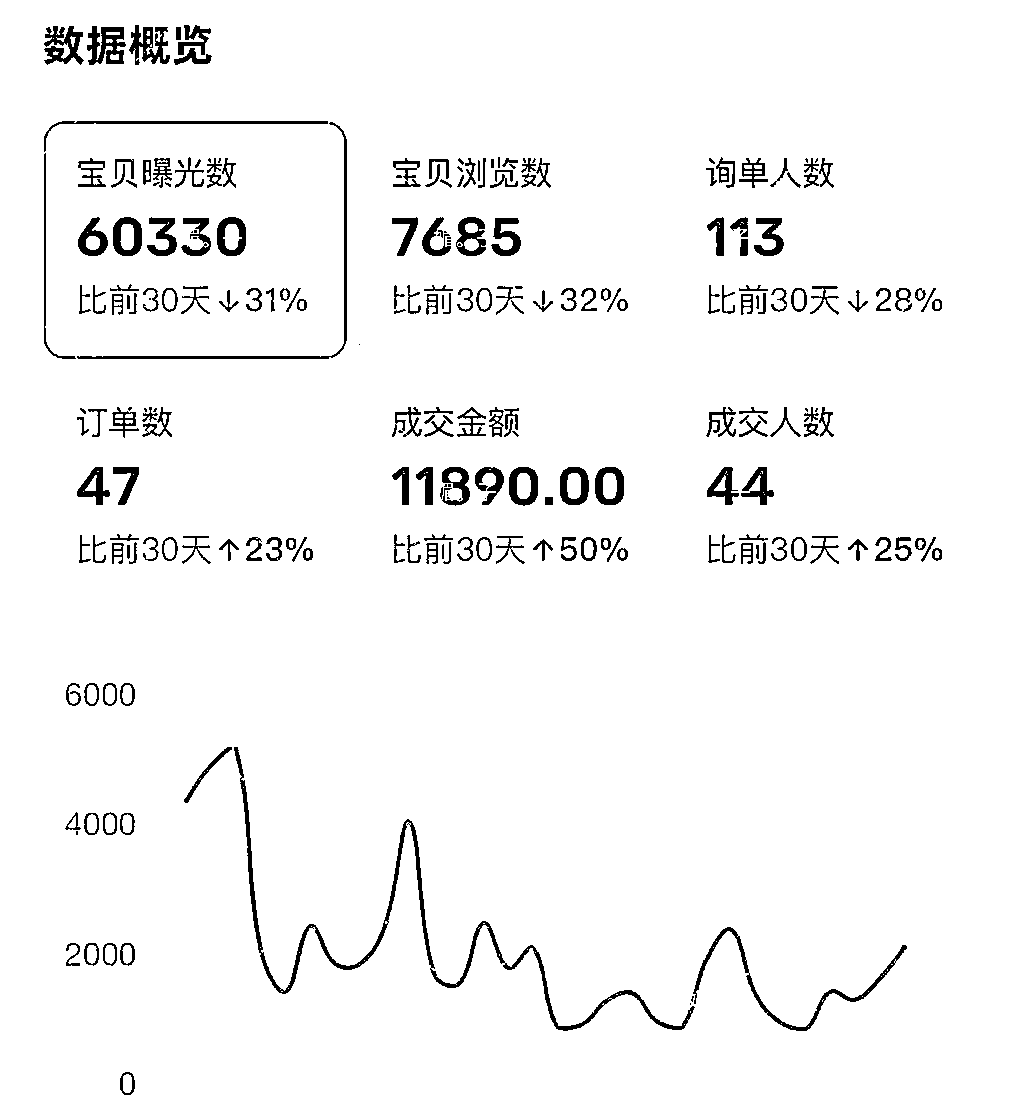 数据概览
宝贝曝光数 宝贝浏览数 询单人数
60330 7685 113
比前30天↓31% 比前30天↓32% 比前30天↓28%
订单数 成交金额 成交人数
47 11890.00 44
比前30天↑23% 比前30天↑50% 比前30天↑25%
6000
4000
2000
0